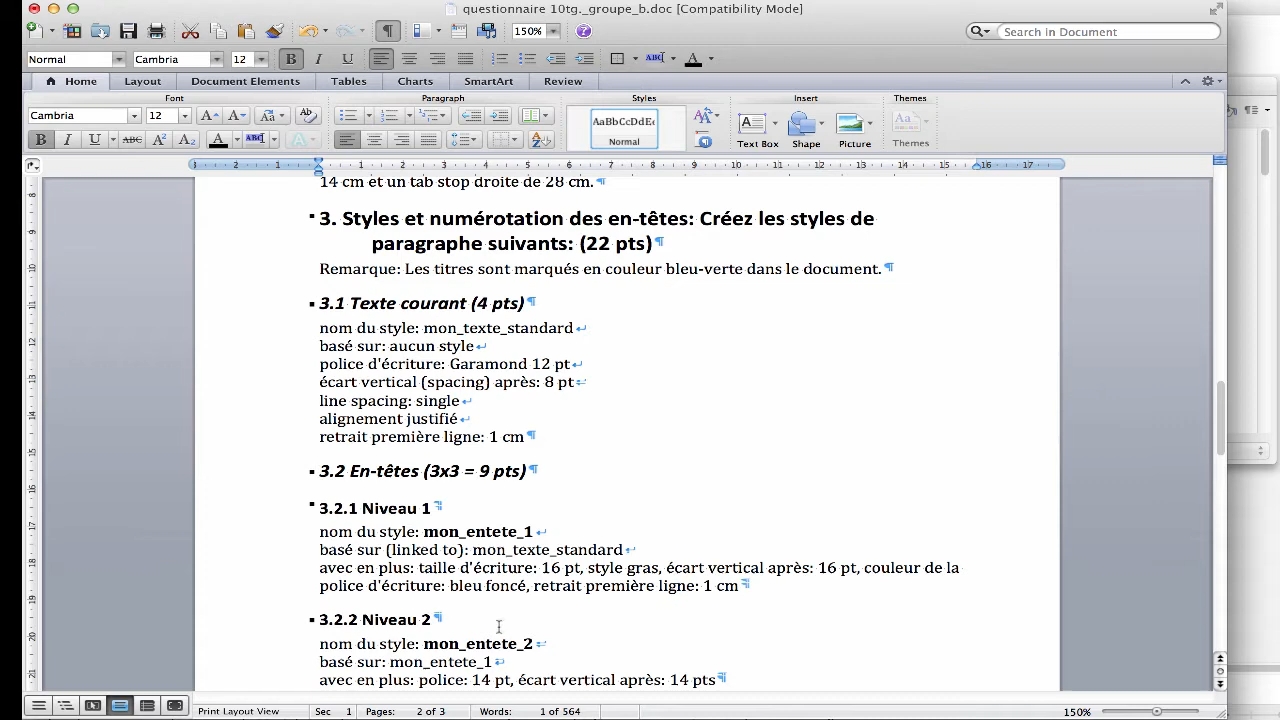 questionnaire 10tg._groupe_b.doc [Compatibility Mode]
150%
Search in Document
Normal
Cambria
12
Home
Layout
Document Elements
Tables
Charts
SmartArt
Review
Font
Paragraph
Styles
Insert
Themes
Cambria
12
AaBbCcDdEe
Normal
Text Box
Shape
Picture
Themes
14 cm et un tab stop droite de 28 cm.
3. Styles et numérotation des en-têtes: Créez les styles de
paragraphe suivants: (22 pts)
Remarque: Les titres sont marqués en couleur bleu-verte dans le document.
3.1 Texte courant (4 pts)
nom du style: mon_texte_standard
basé sur: aucun style
police d'écriture: Garamond 12 pt
écart vertical (spacing) après: 8 pt
line spacing: single
alignement justifié
retrait première ligne: 1 cm
3.2 En-têtes (3x3 = 9 pts)
3.2.1 Niveau 1
nom du style: mon_entete_1
basé sur (linked to): mon_texte_standard
avec en plus: taille d'écriture: 16 pt, style gras, écart vertical après: 16 pt, couleur de la
police d'écriture: bleu foncé, retrait première ligne: 1 cm
3.2.2 Niveau 2
nom du style: mon_entete_2
basé sur: mon_entete_1
avec en plus: police: 14 pt, écart vertical après: 14 pts
Print Layout View
Sec 1
Pages: 2 of 3
Words: 1 of 564
150%